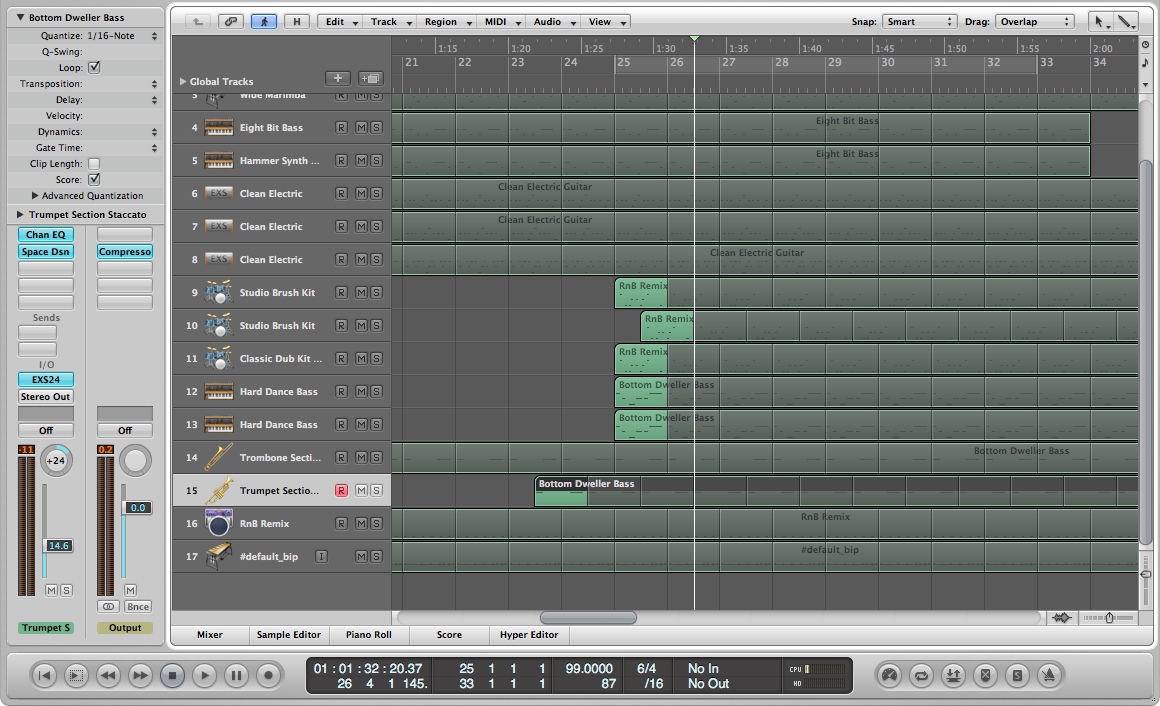 Bottom Dweller Bass
Quantize: 1/16-Note
Q-Swing:
Loop:
Transposition:
Delay:
Velocity:
Dynamics:
Gate Time:
Clip Length:
Score:
Advanced Quantization
Trumpet Section Staccato
Chan EQ
Space Dsn Compresso
Sends
I/O
EXS24
Stereo Out
Off Off
-11 0.2
+24
0.0
14.6
M S M
Bnce
Trumpet S Output
H Edit Track Region MIDI Audio View Snap: Smart Drag: Overlap
1:15 1:20 1:25 1:30 1:35 1:40 1:45 1:50 1:55 2:00
21 22 23 24 25 26 27 28 29 30 31 32 33 34
Global Tracks
3 Wide Marimba R M S
4 Eight Bit Bass R M S Eight Bit Bass
5 Hammer Synth ... R M S Eight Bit Bass
6 EXS Clean Electric R M S Clean Electric Guitar
7 EXS Clean Electric R M S Clean Electric Guitar
8 EXS Clean Electric R M S Clean Electric Guitar
9 Studio Brush Kit R M S RnB Remix
10 Studio Brush Kit R M S RnB Remix
11 Classic Dub Kit ... R M S RnB Remix
12 Hard Dance Bass R M S Bottom Dweller Bass
13 Hard Dance Bass R M S Bottom Dweller Bass
14 Trombone Secti... R M S Bottom Dweller Bass
15 Trumpet Sectio... R M S Bottom Dweller Bass
16 RnB Remix R M S RnB Remix
17 #default_bip I M S #default_bip
Mixer Sample Editor Piano Roll Score Hyper Editor
01 : 01 : 32 : 20.37 25 1 1 1 99.0000 6/4 No In CPU
26 4 1 145. 33 1 1 1 87 /16 No Out HD
S